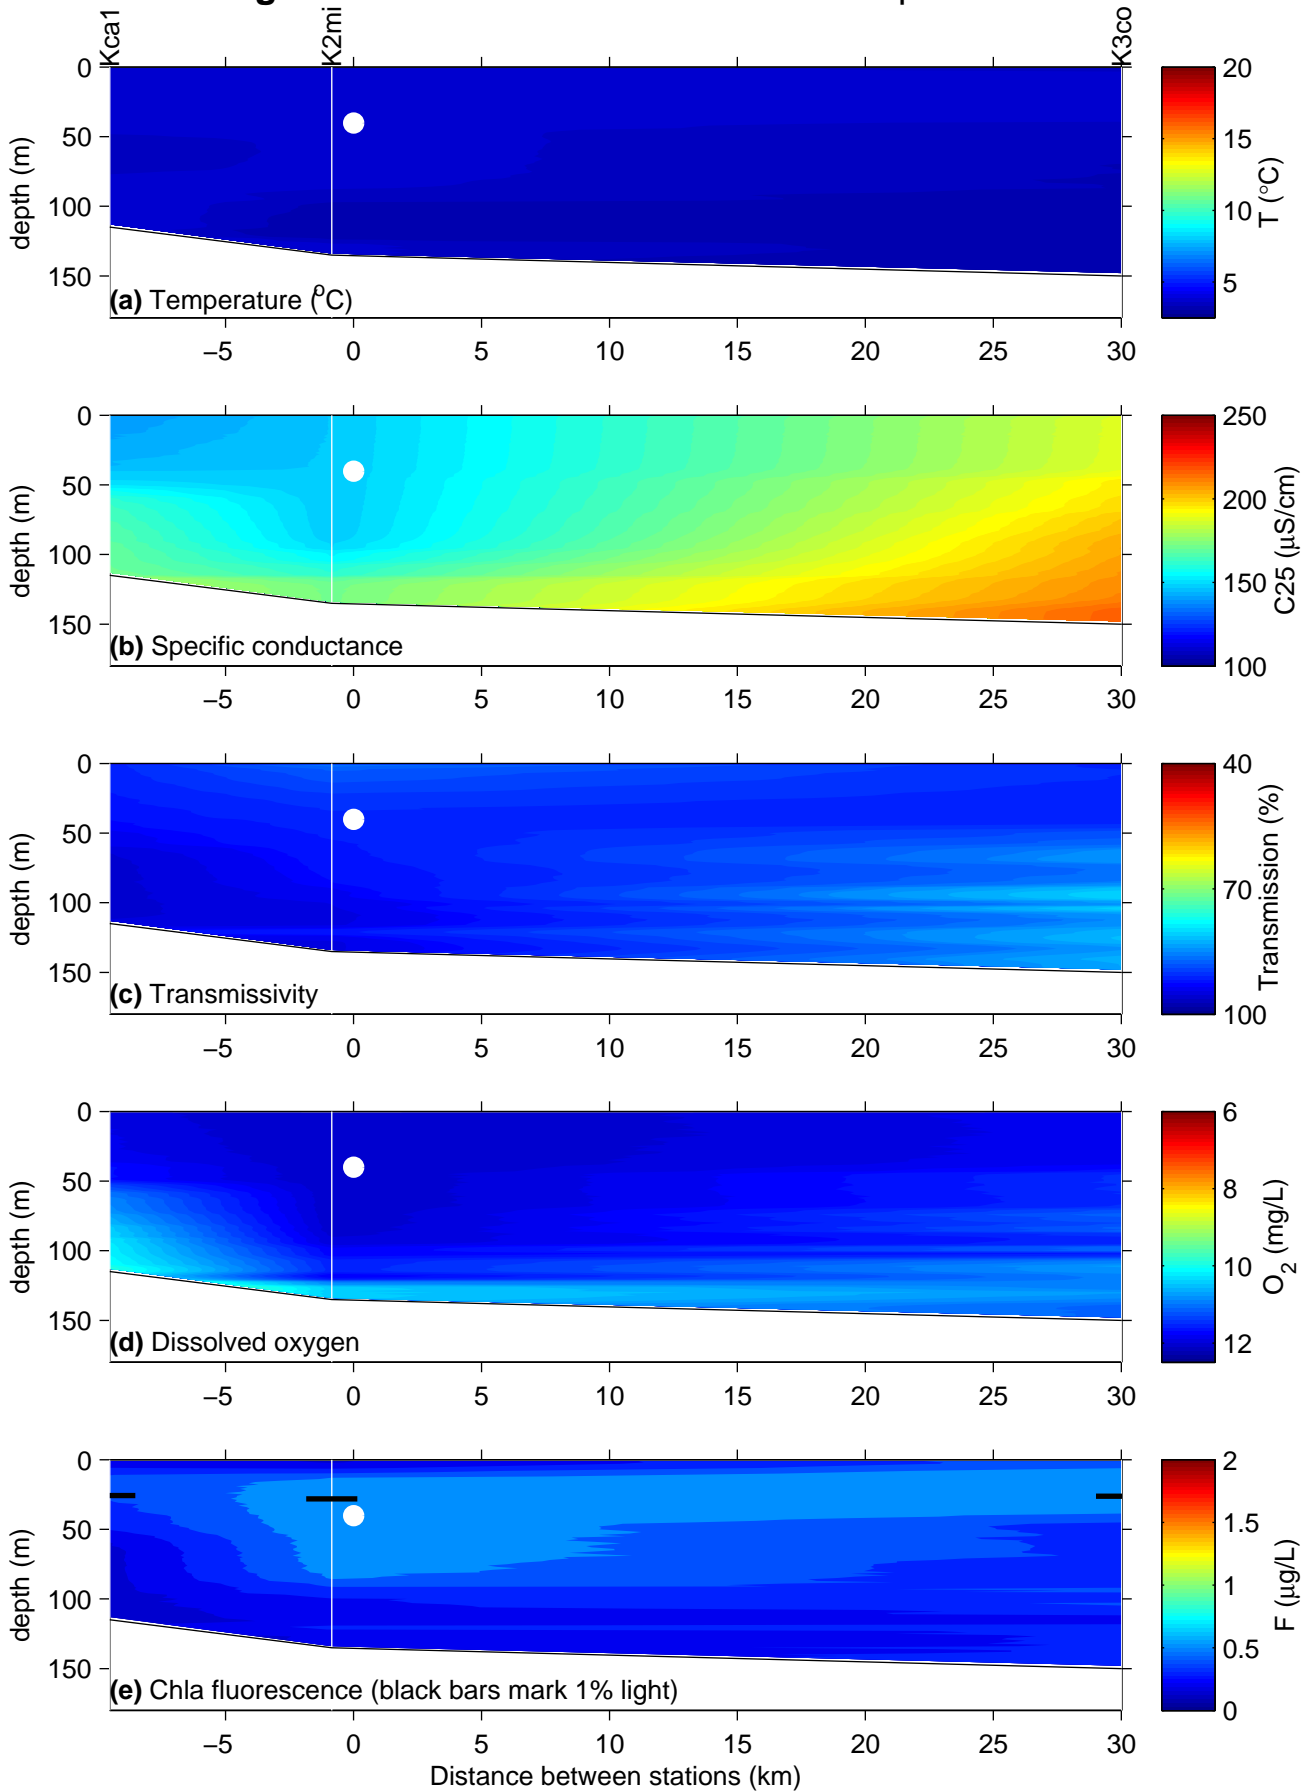 Kca1
K2mi
K3co
0
50
100
150
depth (m)
(a) Temperature (ºC)
−5 0 5 10 15 20 25 30
20
15
10
5
T (°C)
0
50
100
150
depth (m)
(b) Specific conductance
−5 0 5 10 15 20 25 30
250
200
150
100
C25 (µS/cm)
0
50
100
150
depth (m)
(c) Transmissivity
−5 0 5 10 15 20 25 30
40
70
100
Transmission (%)
0
50
100
150
depth (m)
(d) Dissolved oxygen
−5 0 5 10 15 20 25 30
6
8
10
12
O2 (mg/L)
0
50
100
150
depth (m)
(e) Chla fluorescence (black bars mark 1% light)
−5 0 5 10 15 20 25 30
2
1.5
1
0.5
0
F (µg/L)
Distance between stations (km)